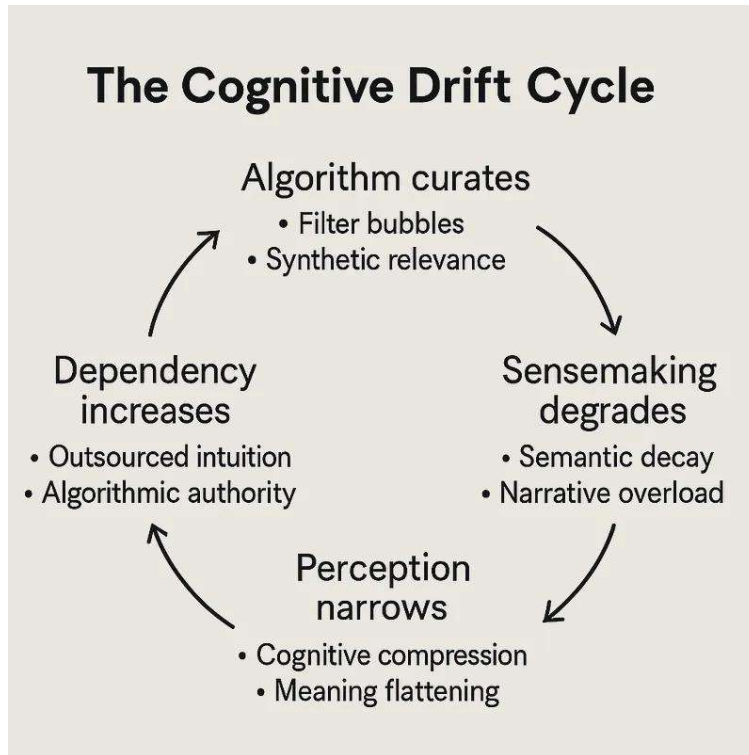 The Cognitive Drift Cycle
Algorithm curates
• Filter bubbles
• Synthetic relevance
Sensemaking
degrades
• Semantic decay
• Narrative overload
Perception
narrows
• Cognitive compression
• Meaning flattening
Dependency
increases
• Outsourced intuition
• Algorithmic authority